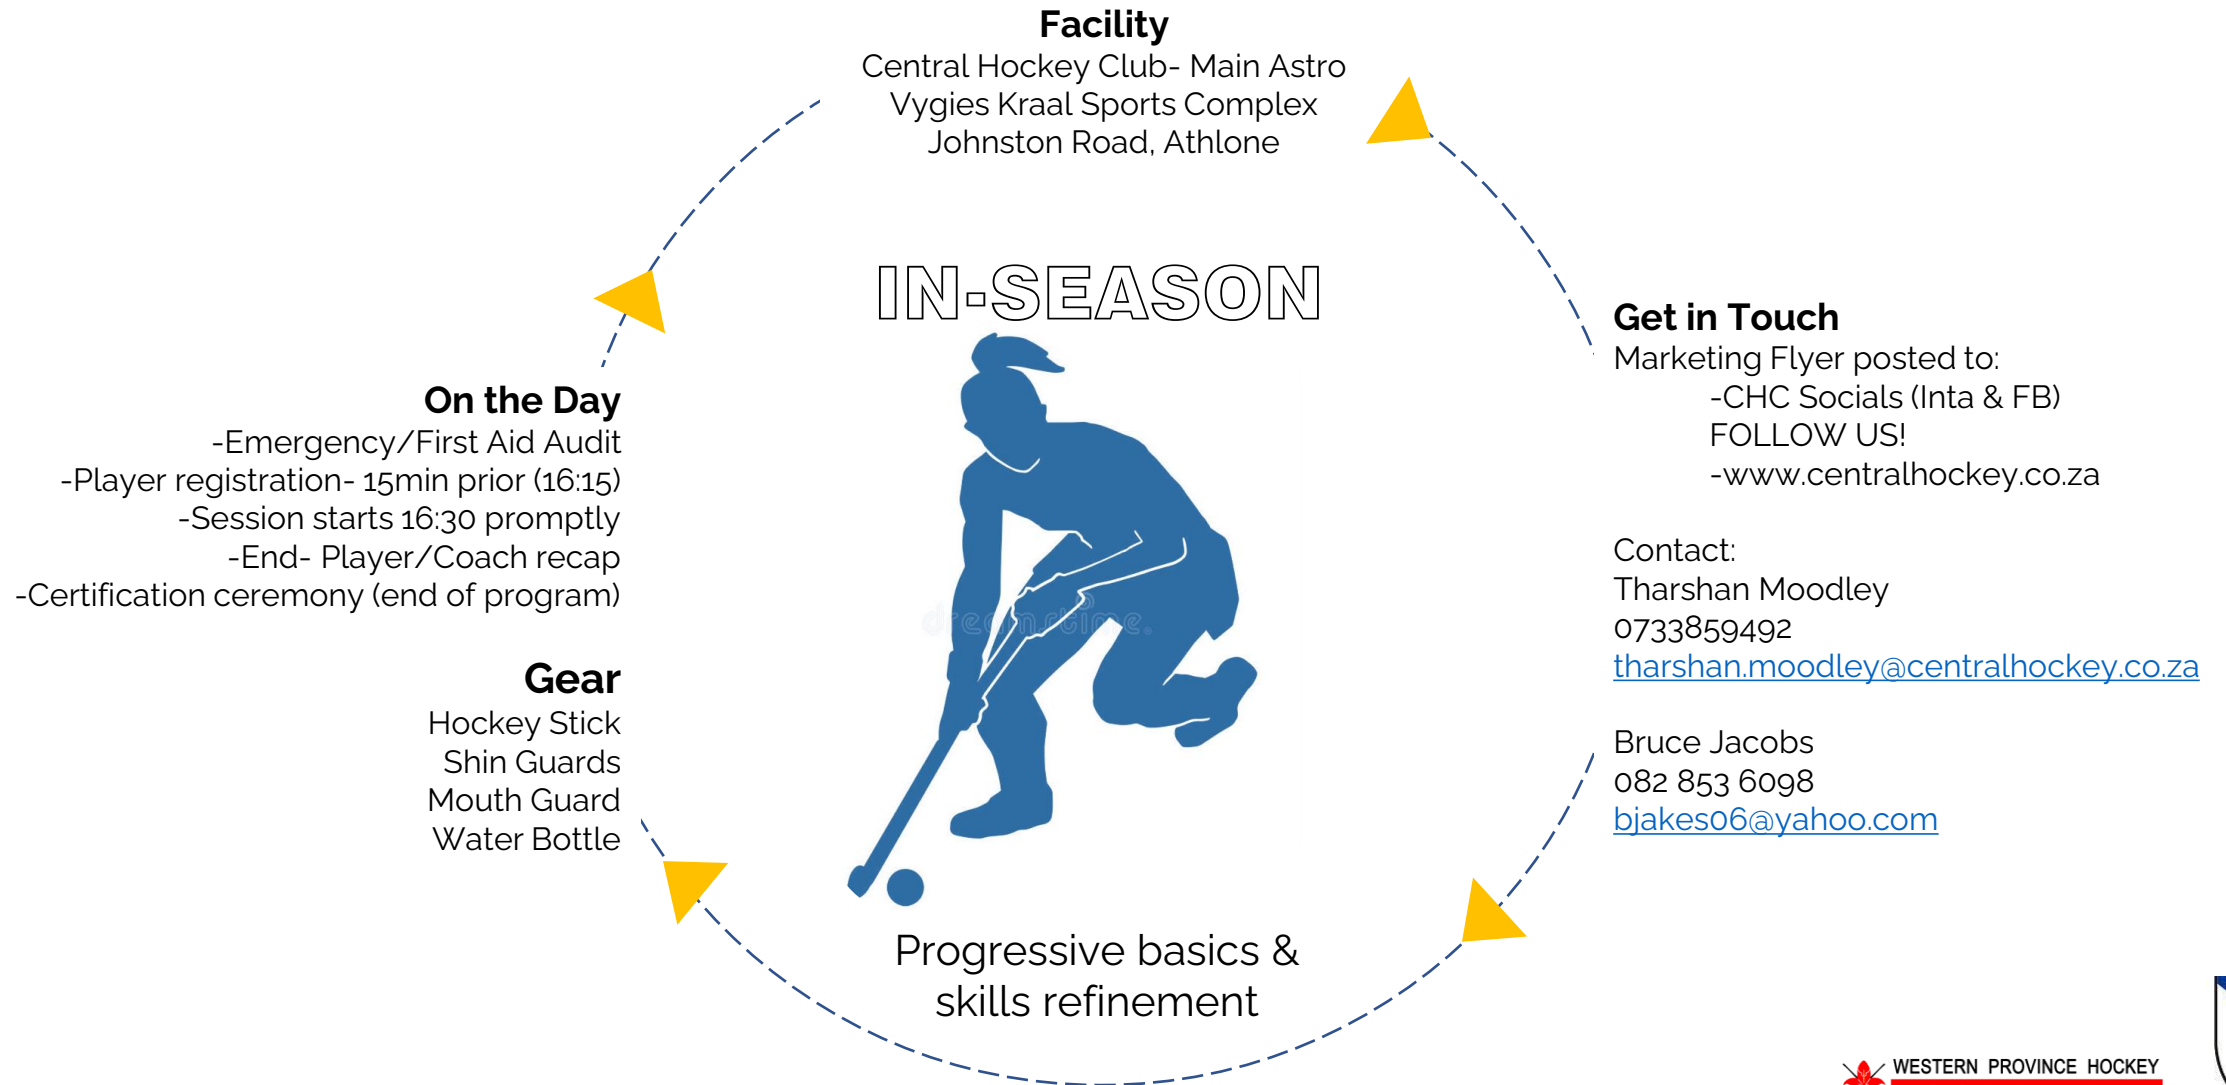 Facility
Central Hockey Club- Main Astro
Vygies Kraal Sports Complex
Johnston Road, Athlone
IN-SEASON
Get in Touch
Marketing Flyer posted to:
-CHC Socials (Inta & FB)
FOLLOW US!
-www.centralhockey.co.za
Contact:
Tharshan Moodley
0733859492
tharshan.moodley@centralhockey.co.za
Bruce Jacobs
082 853 6098
bjakes06@yahoo.com
On the Day
-Emergency/First Aid Audit
-Player registration- 15min prior (16:15)
-Session starts 16:30 promptly
-End- Player/Coach recap
-Certification ceremony (end of program)
Gear
Hockey Stick
Shin Guards
Mouth Guard
Water Bottle
dreamstime.
Progressive basics &
skills refinement
WESTERN PROVINCE HOCKEY